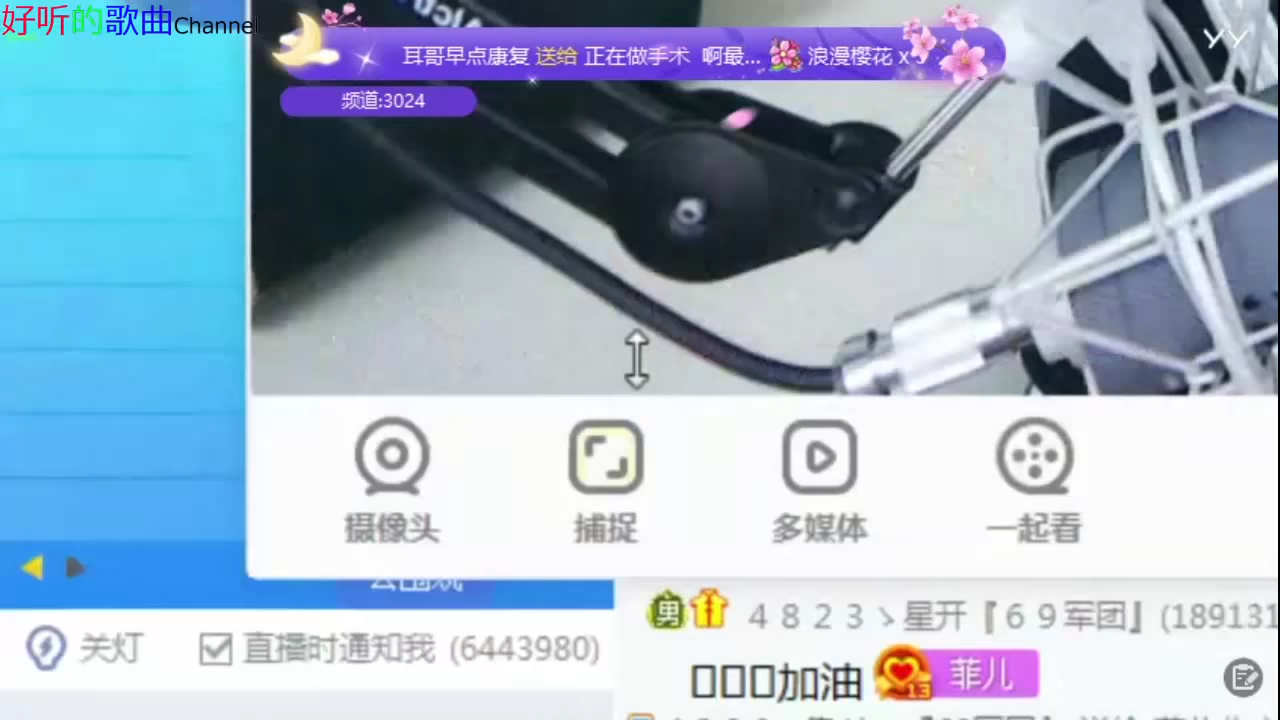 好听的歌曲Channel
YY
耳哥早点康复 送给 正在做手术 啊最... 浪漫樱花 x
频道:3024
摄像头 捕捉 多媒体 一起看
男 4823ゝ星开『69军团』(189131
关灯 直播时通知我 (6443980)
加油 13 菲儿